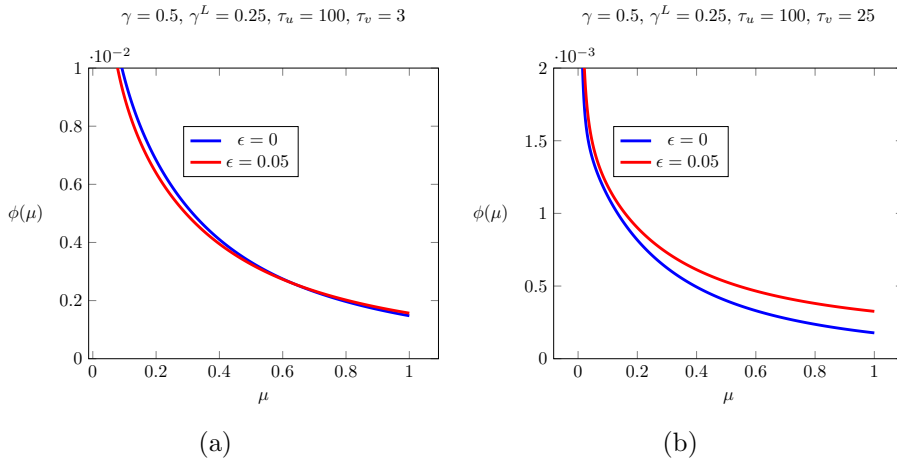 γ = 0.5, γ^L = 0.25, τ_u = 100, τ_v = 3
·10^−2
1
0.8
0.6
0.4
0.2
0
ϕ(μ)
ϵ = 0
ϵ = 0.05
0 0.2 0.4 0.6 0.8 1
μ
(a)
γ = 0.5, γ^L = 0.25, τ_u = 100, τ_v = 25
·10^−3
2
1.5
1
0.5
0
ϕ(μ)
ϵ = 0
ϵ = 0.05
0 0.2 0.4 0.6 0.8 1
μ
(b)